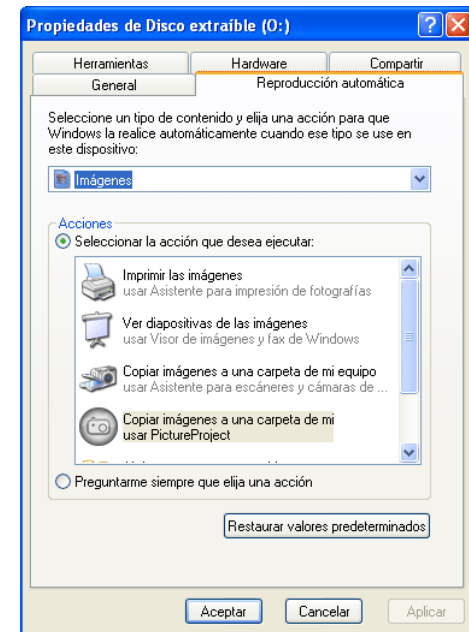 Propiedades de Disco extraíble (O:)
Herramientas
Hardware
Compartir
General
Reproducción automática
Seleccione un tipo de contenido y elija una acción para que
Windows la realice automáticamente cuando ese tipo se use en
este dispositivo:
Imágenes
Acciones
Seleccionar la acción que desea ejecutar:
Imprimir las imágenes
usar Asistente para impresión de fotografías
Ver diapositivas de las imágenes
usar Visor de imágenes y fax de Windows
Copiar imágenes a una carpeta de mi equipo
usar Asistente para escáneres y cámaras de ...
Copiar imágenes a una carpeta de mi
usar PictureProject
Preguntarme siempre que elija una acción
Restaurar valores predeterminados
Aceptar
Cancelar
Aplicar